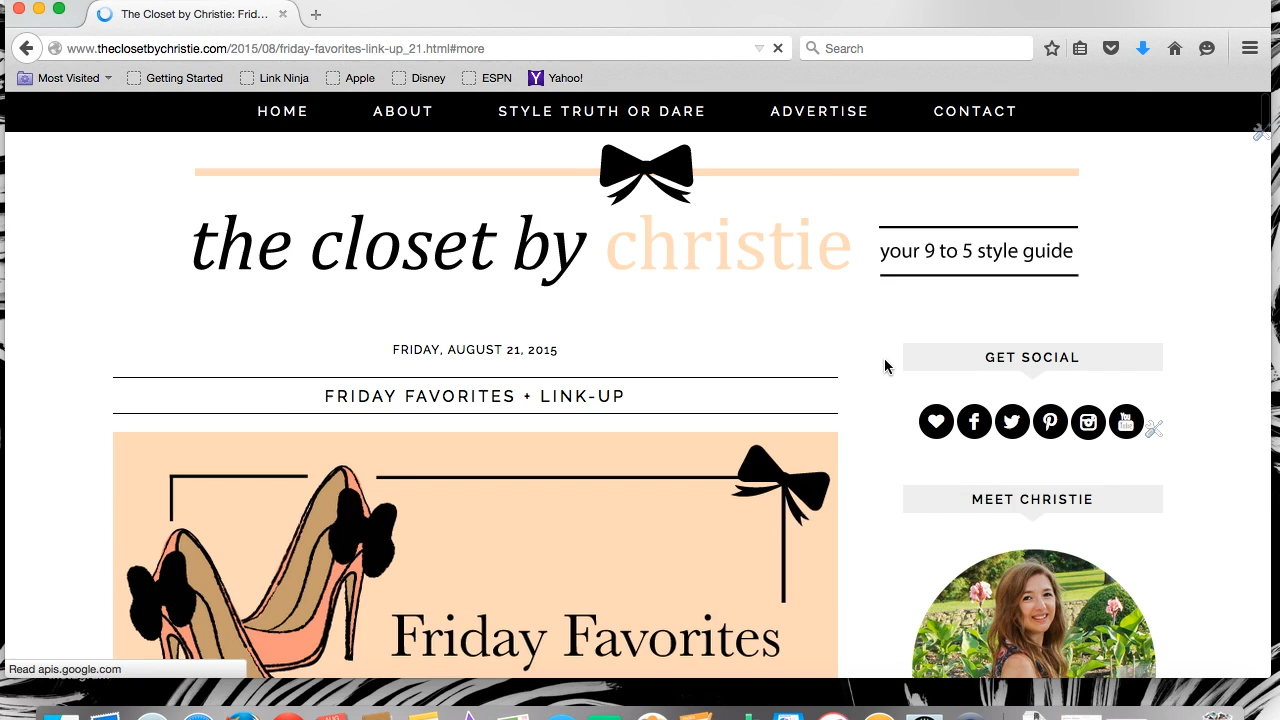 The Closet by Christie: Frid...
www.theclosetbychristie.com/2015/08/friday-favorites-link-up_21.html#more
Search
Most Visited
Getting Started
Link Ninja
Apple
Disney
ESPN
Yahoo!
HOME
ABOUT
STYLE TRUTH OR DARE
ADVERTISE
CONTACT
the closet by christie
your 9 to 5 style guide
FRIDAY, AUGUST 21, 2015
FRIDAY FAVORITES + LINK-UP
Friday Favorites
GET SOCIAL
You Tube
MEET CHRISTIE
Read apis.google.com